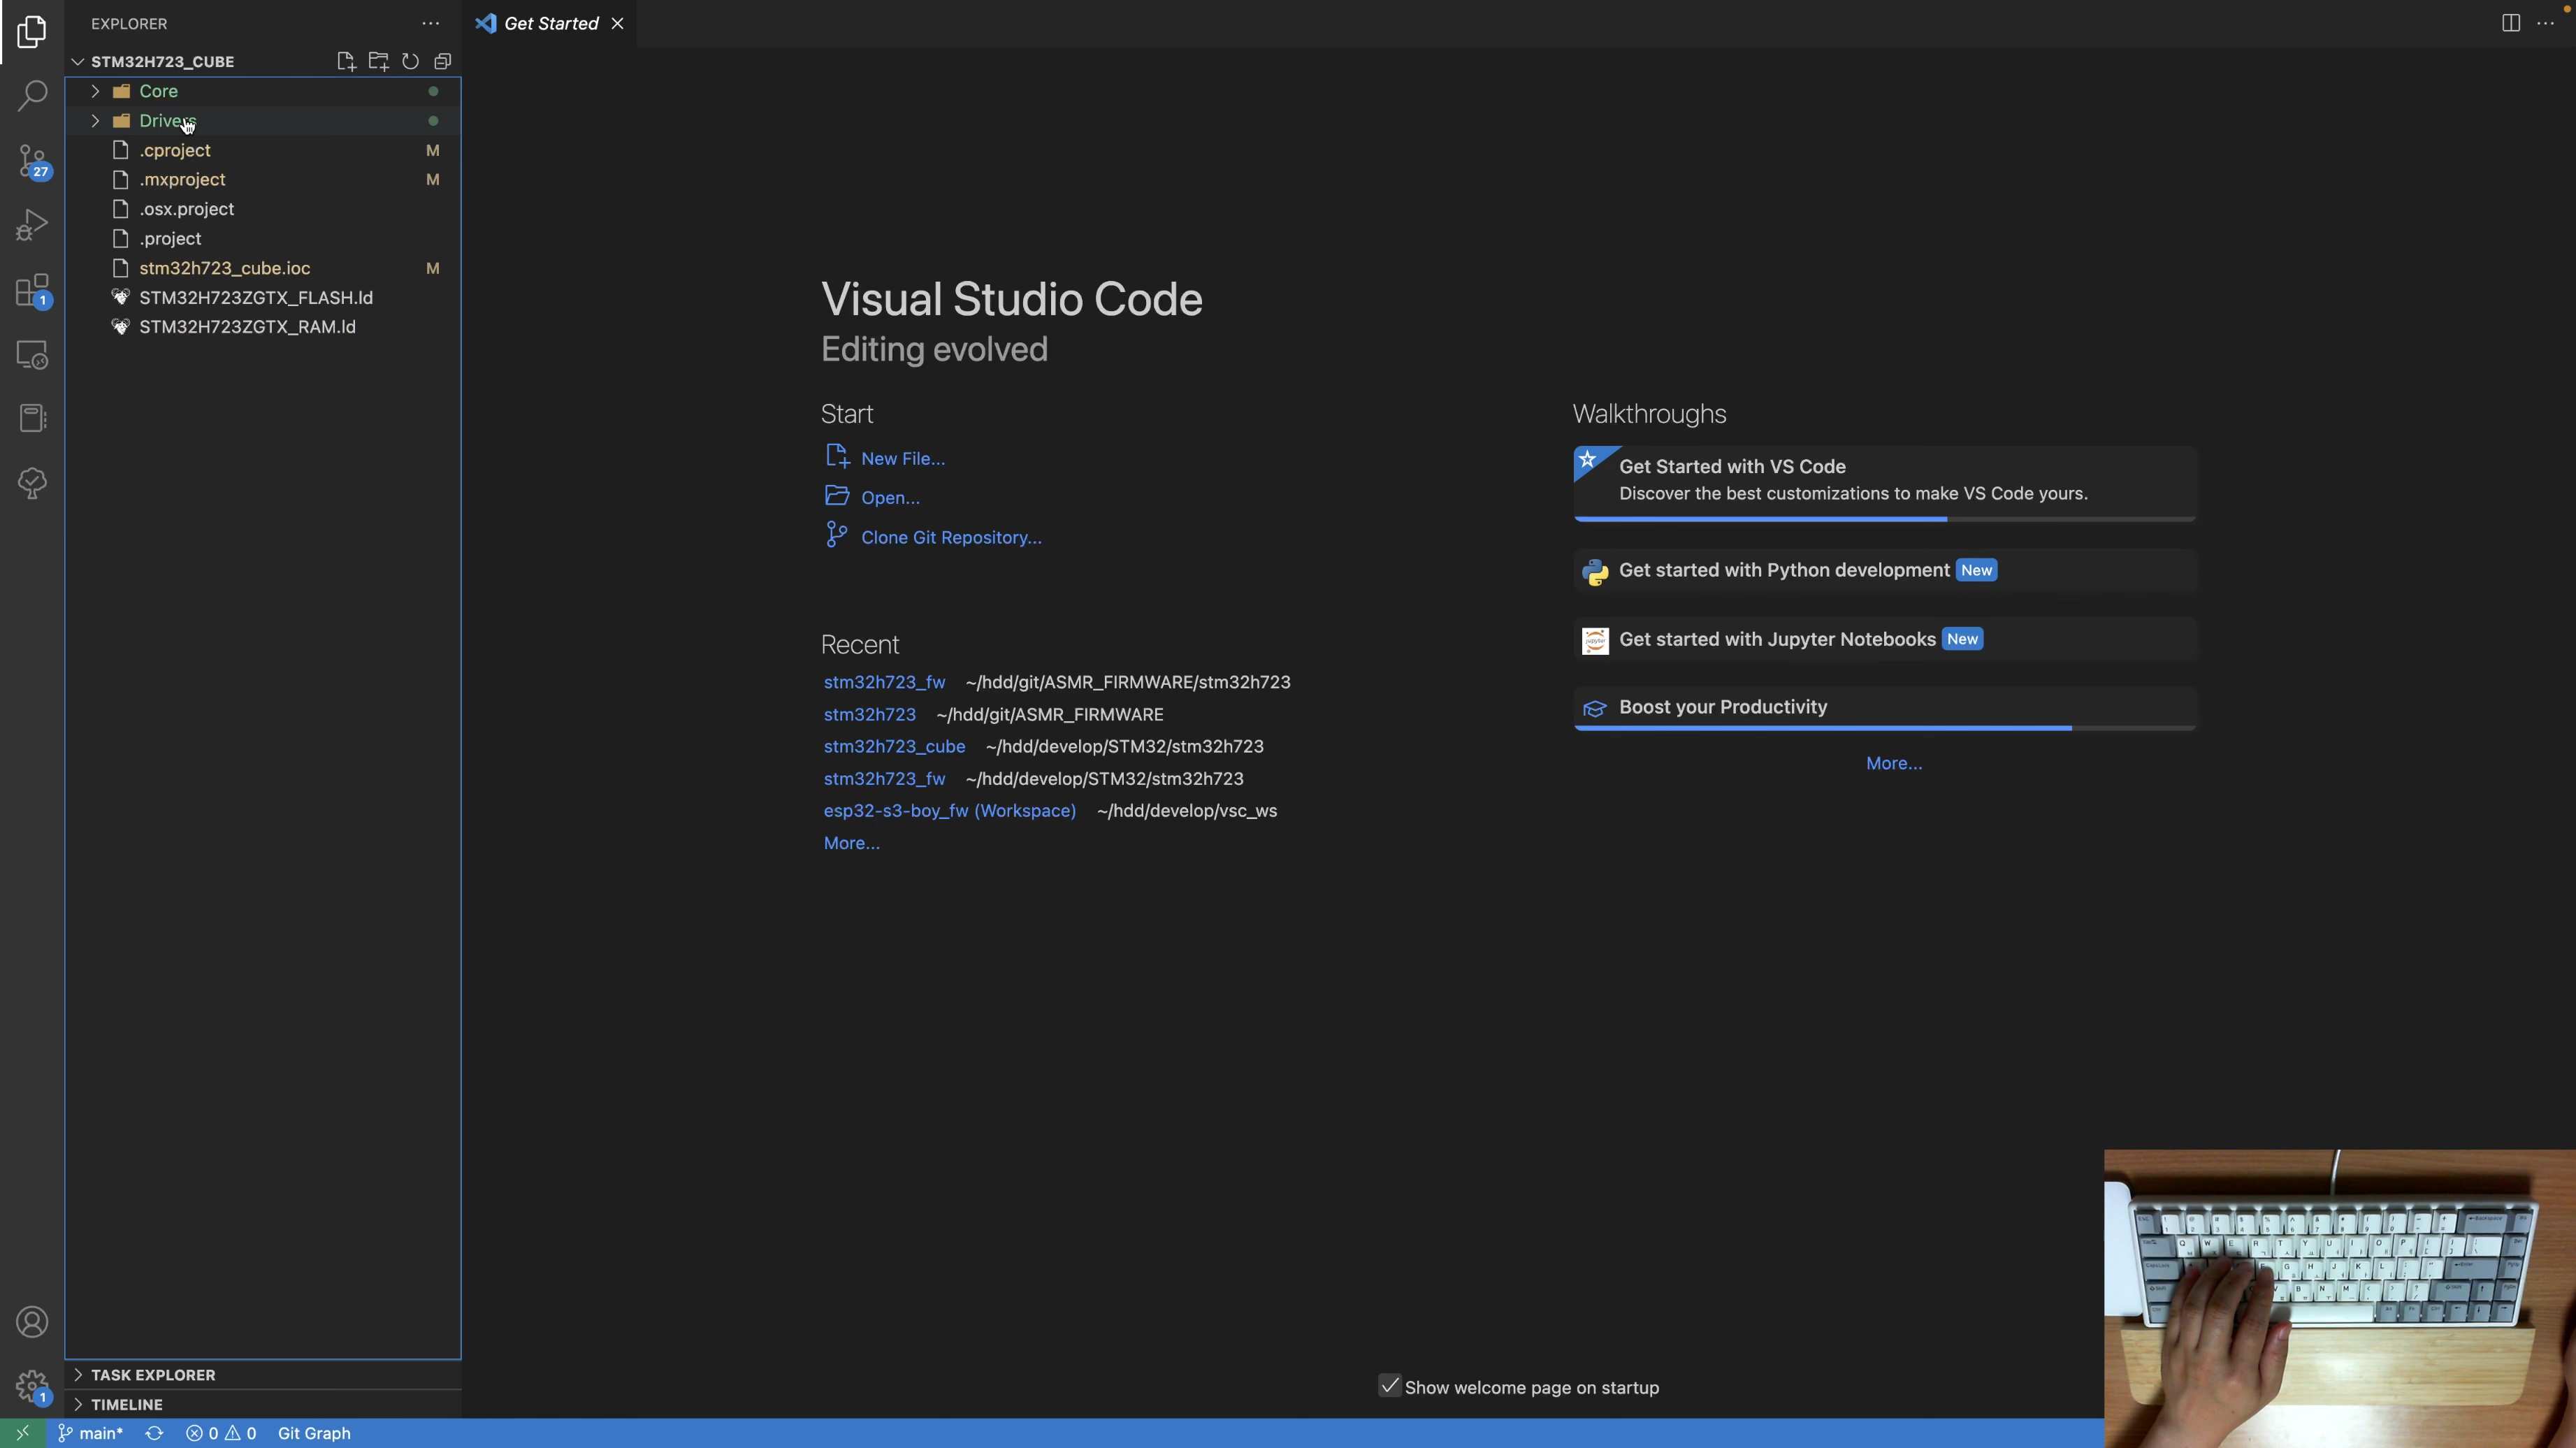 EXPLORER
Get Started
STM32H723_CUBE
Core
Drivers
.cproject M
.mxproject M
.osx.project
.project
stm32h723_cube.ioc M
STM32H723ZGTX_FLASH.ld
STM32H723ZGTX_RAM.ld
27
1
Visual Studio Code
Editing evolved
Start
New File...
Open...
Clone Git Repository...
Recent
stm32h723_fw ~/hdd/git/ASMR_FIRMWARE/stm32h723
stm32h723 ~/hdd/git/ASMR_FIRMWARE
stm32h723_cube ~/hdd/develop/STM32/stm32h723
stm32h723_fw ~/hdd/develop/STM32/stm32h723
esp32-s3-boy_fw (Workspace) ~/hdd/develop/vsc_ws
More...
Walkthroughs
Get Started with VS Code
Discover the best customizations to make VS Code yours.
Get started with Python development New
Get started with Jupyter Notebooks New
Boost your Productivity
More...
Show welcome page on startup
1
TASK EXPLORER
TIMELINE
main* 0 0 Git Graph